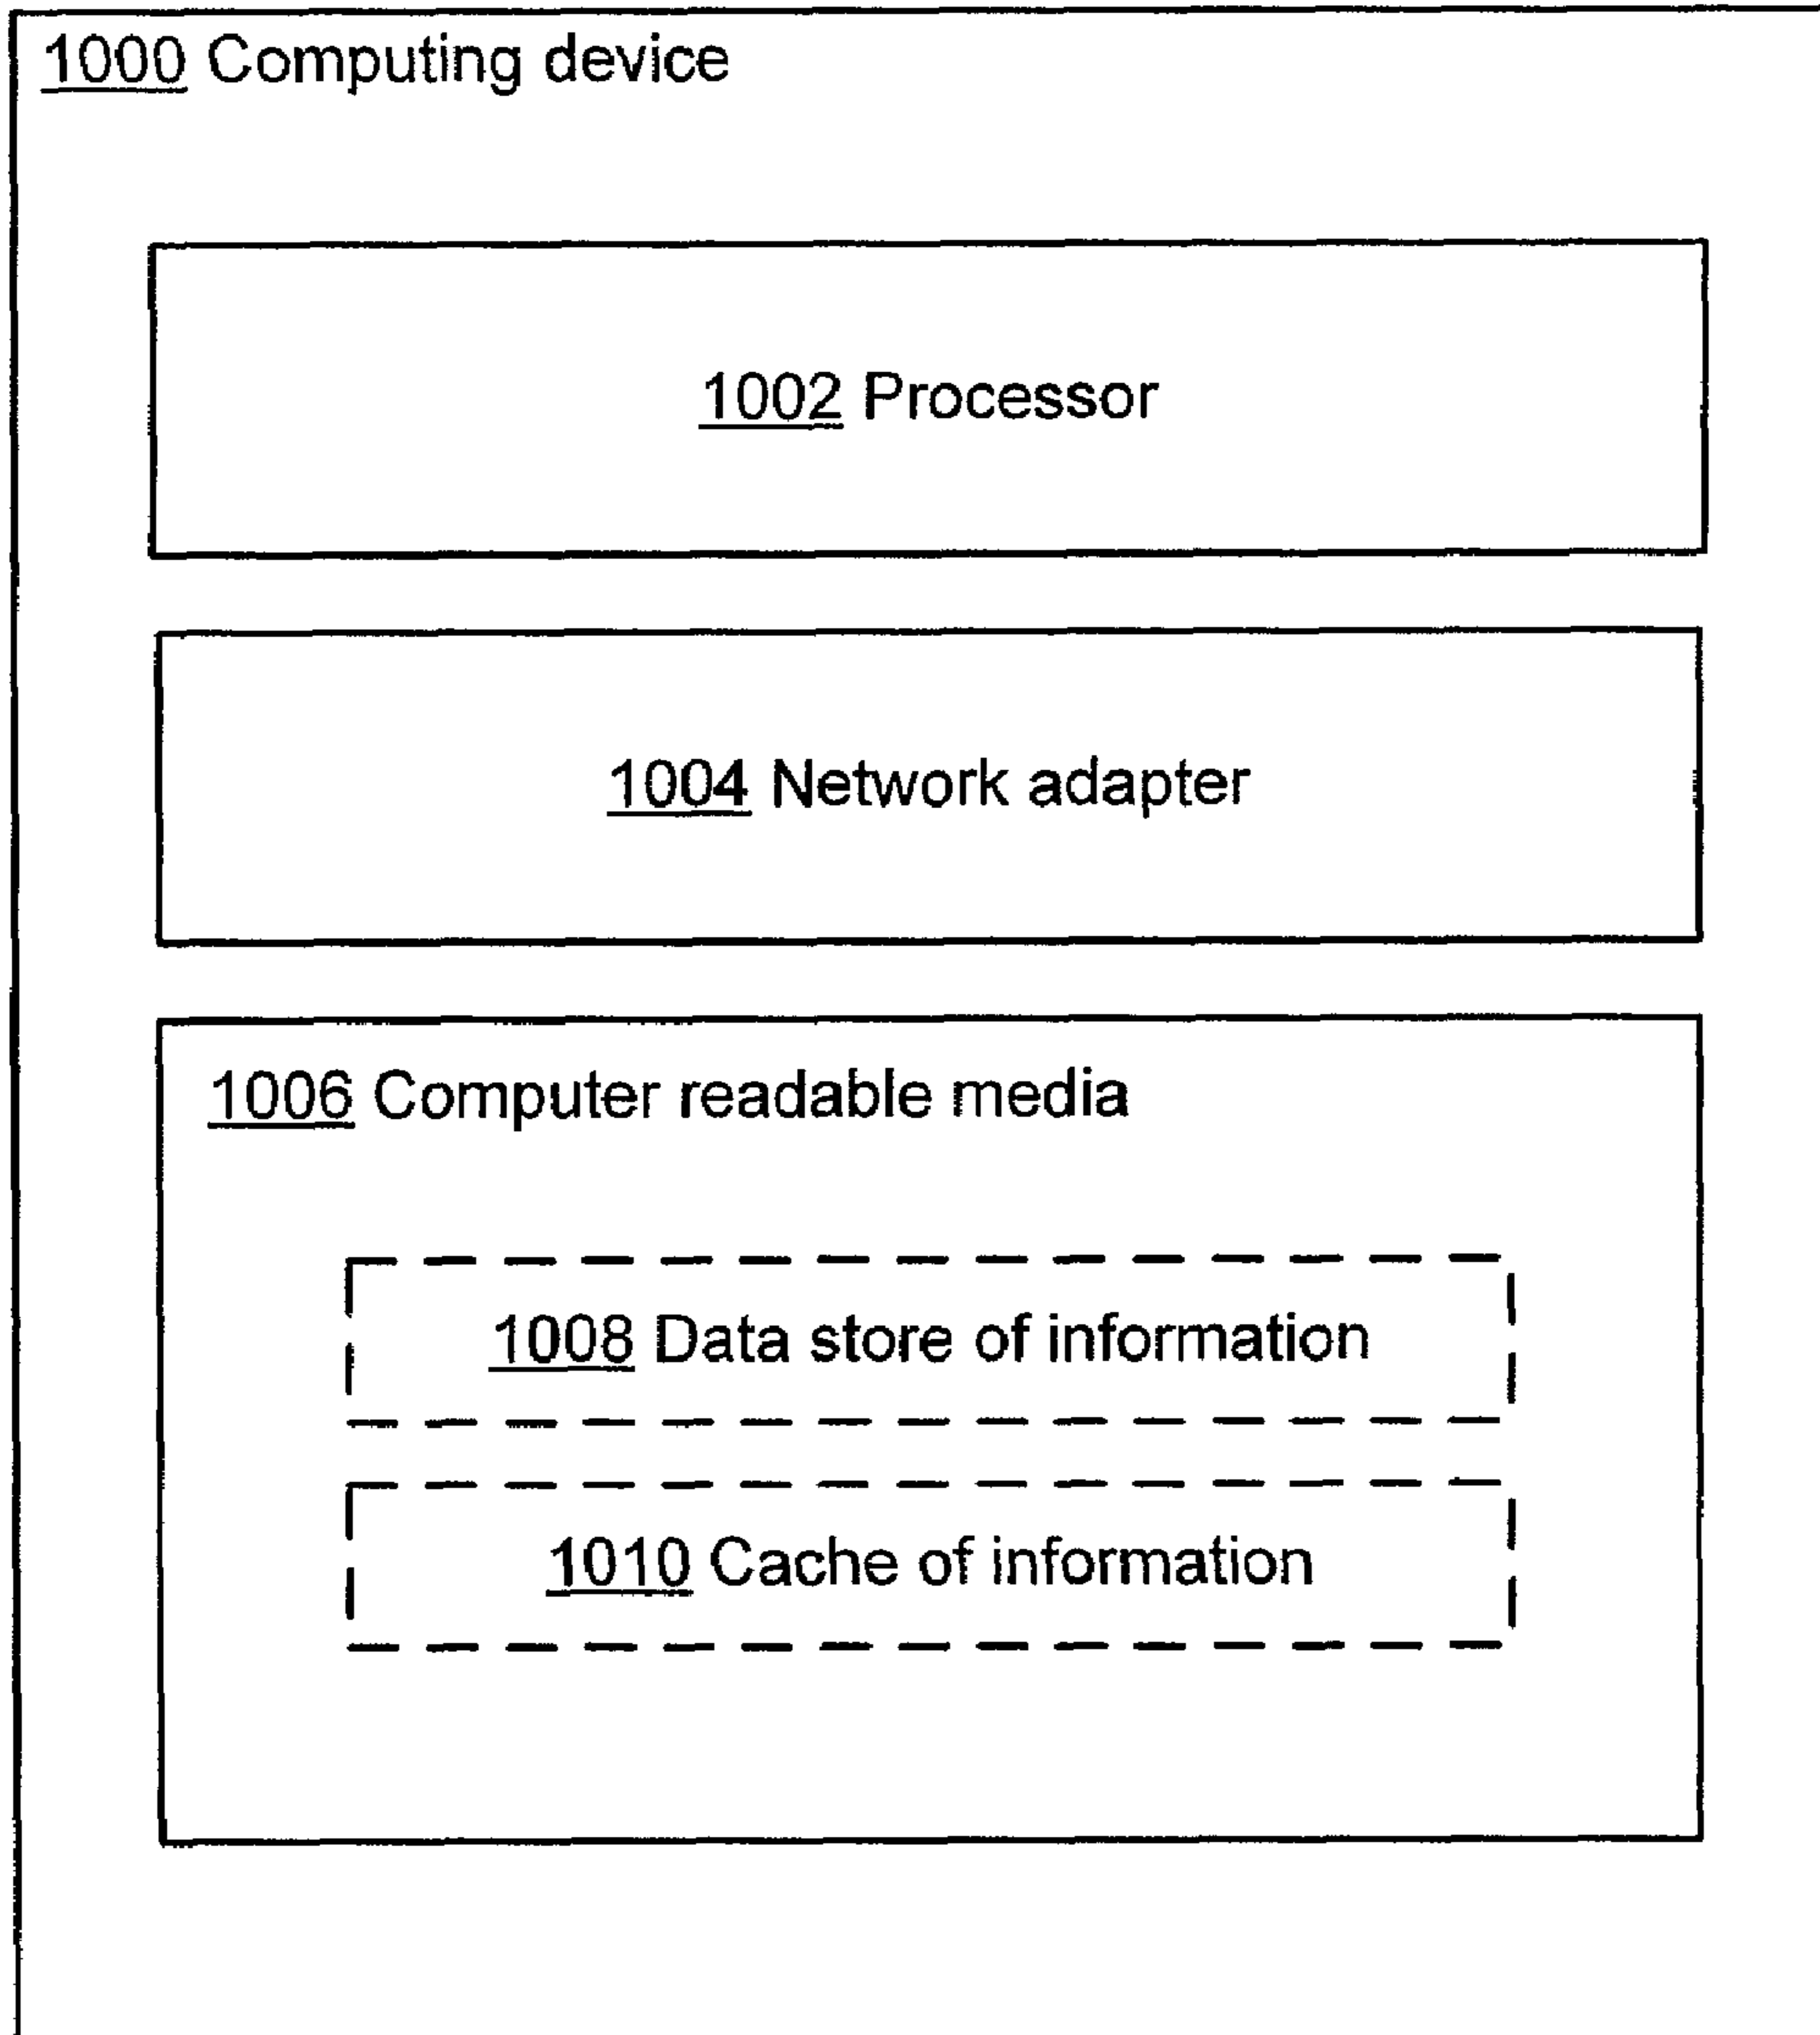 1000 Computing device
1002 Processor
1004 Network adapter
1006 Computer readable media
1008 Data store of information
1010 Cache of information